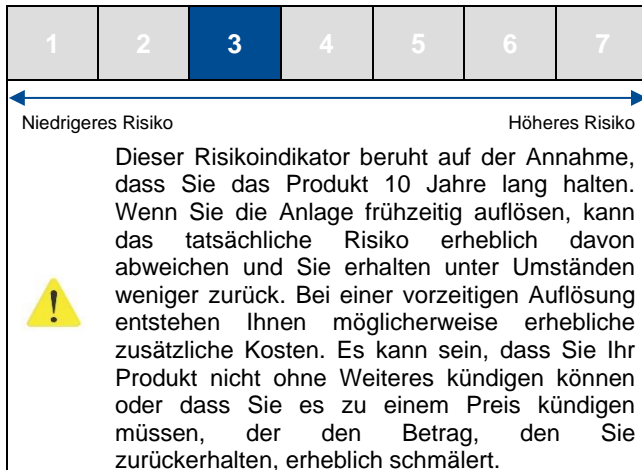 1 2 3 4 5 6 7
Niedrigeres Risiko Höheres Risiko
Dieser Risikoindikator beruht auf der Annahme,
dass Sie das Produkt 10 Jahre lang halten.
Wenn Sie die Anlage frühzeitig auflösen, kann
das tatsächliche Risiko erheblich davon
abweichen und Sie erhalten unter Umständen
weniger zurück. Bei einer vorzeitigen Auflösung
entstehen Ihnen möglicherweise erhebliche
zusätzliche Kosten. Es kann sein, dass Sie Ihr
Produkt nicht ohne Weiteres kündigen können
oder dass Sie es zu einem Preis kündigen
müssen, der den Betrag, den Sie
zurückerhalten, erheblich schmälert.